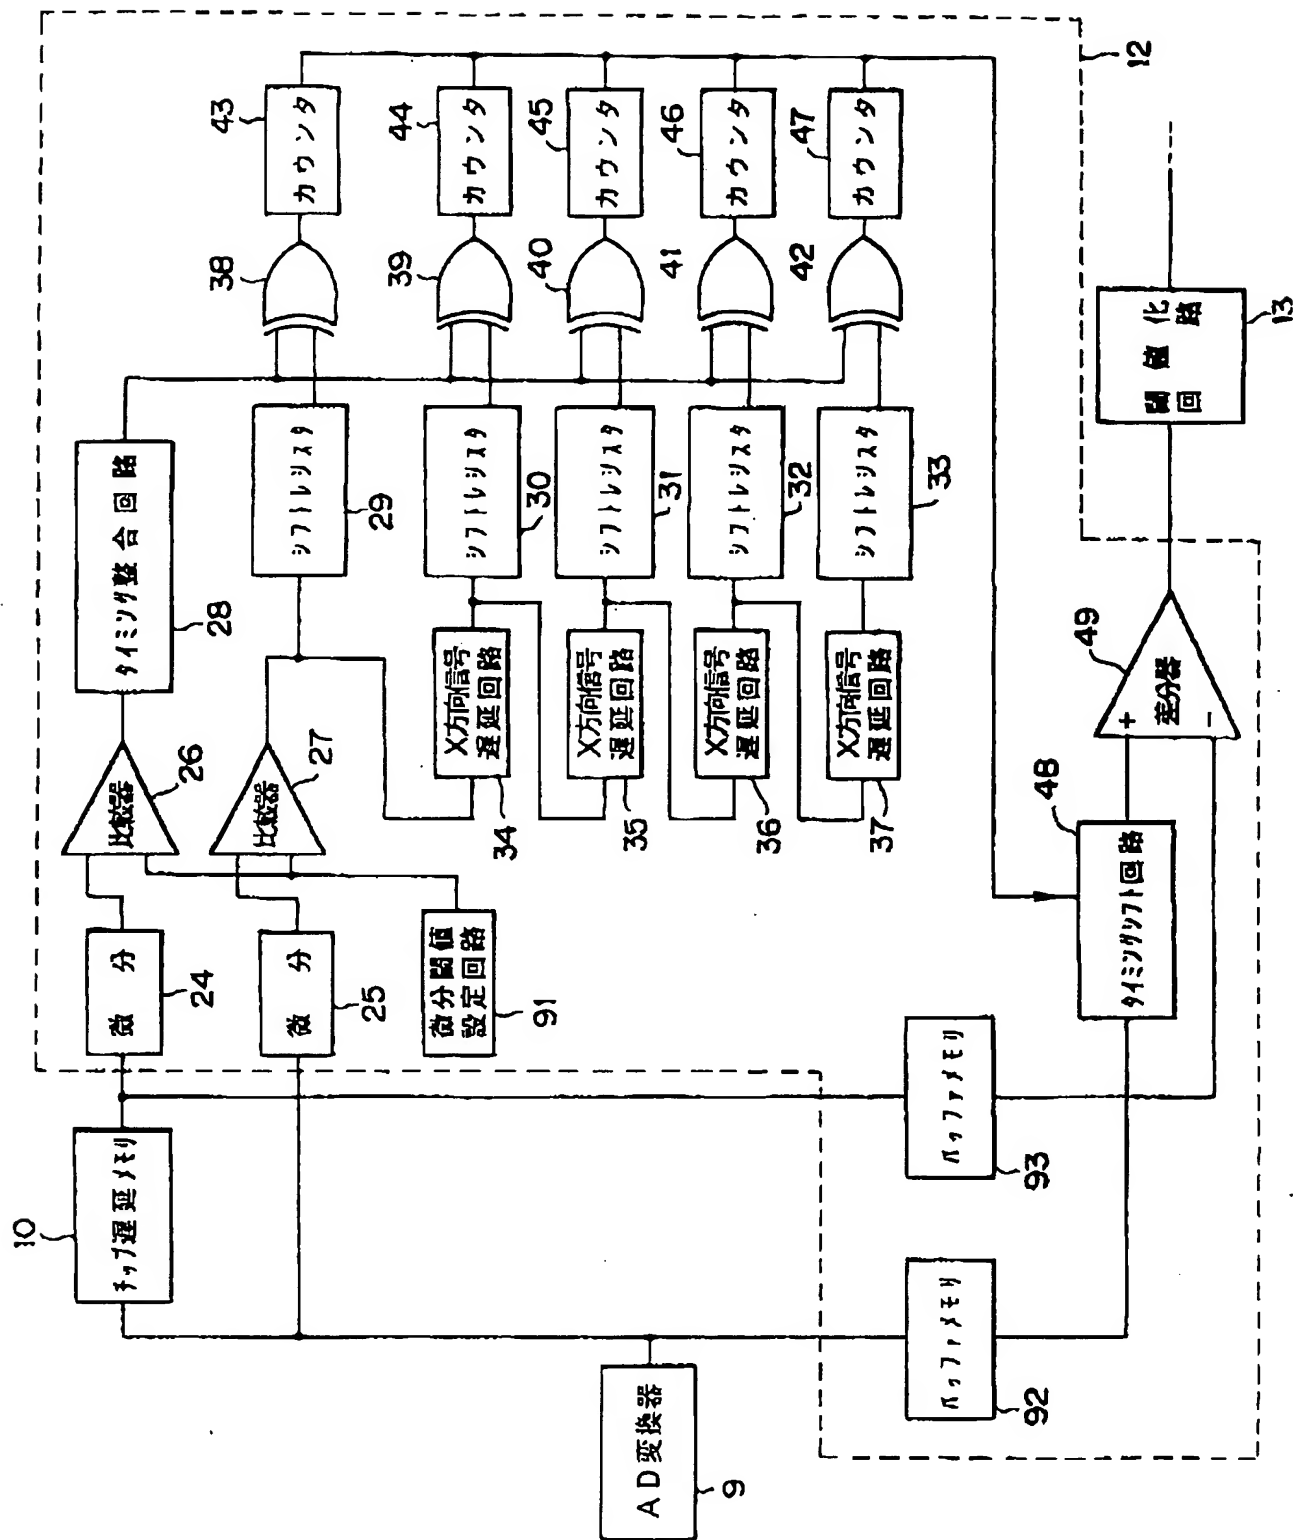 10
チップ遅延メモリ
微分
24
比較器
26
タイミング整合回路
28
微分
25
比較器
27
シフトレジスタ
29
38
カウンタ
43
微分閾値
設定回路
91
X方向信号
遅延回路
34
シフトレジスタ
30
39
カウンタ
44
X方向信号
遅延回路
35
シフトレジスタ
31
40
カウンタ
45
X方向信号
遅延回路
36
シフトレジスタ
32
41
カウンタ
46
X方向信号
遅延回路
37
シフトレジスタ
33
42
カウンタ
47
AD変換器
9
バッファメモリ
92
バッファメモリ
93
タイミングシフト回路
48
+
-
差分器
49
閾値化
回路
13
12